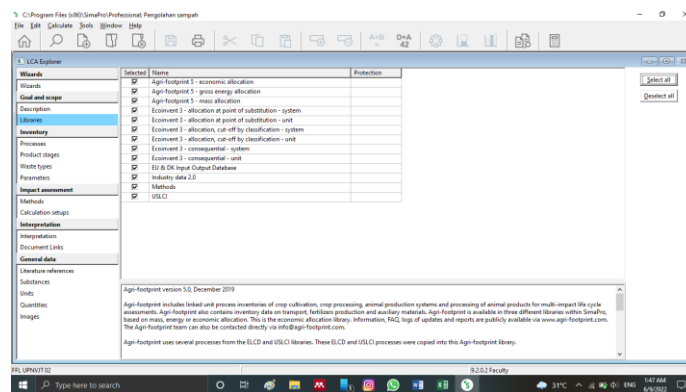 C:\Program Files (x86)\SimaPro\Professional; Pengolahan sampah
File Edit Calculate Tools Window Help
A+B
D+A
42
LCA Explorer
Wizards
Wizards
Goal and scope
Description
Libraries
Inventory
Processes
Product stages
Waste types
Parameters
Impact assessment
Methods
Calculation setups
Interpretation
Interpretation
Document Links
General data
Literature references
Substances
Units
Quantities
Images
Selected Name Protection
Agri-footprint 5 - economic allocation
Agri-footprint 5 - gross energy allocation
Agri-footprint 5 - mass allocation
Ecoinvent 3 - allocation at point of substitution - system
Ecoinvent 3 - allocation at point of substitution - unit
Ecoinvent 3 - allocation, cut-off by classification - system
Ecoinvent 3 - allocation, cut-off by classification - unit
Ecoinvent 3 - consequential - system
Ecoinvent 3 - consequential - unit
EU & DK Input Output Database
Industry data 2.0
Methods
USLCI
Select all
Deselect all
Agri-footprint version 5.0, December 2019
Agri-footprint includes linked unit process inventories of crop cultivation, crop processing, animal production systems and processing of animal products for multi-impact life cycle
assessments. Agri-footprint also contains inventory data on transport, fertilizers production and auxiliary materials. Agri-footprint is available in three different libraries within SimaPro,
based on mass, energy or economic allocation. This is the economic allocation library. Information, FAQ, logs of updates and reports are publicly available via www.agri-footprint.com.
The Agri-footprint team can also be contacted directly via info@agri-footprint.com.
Agri-footprint uses several processes from the ELCD and USLCI libraries. These ELCD and USLCI processes were copied into this Agri-footprint library.
FFL UPNVJT 02
9.2.0.2 Faculty
Type here to search
31°C
ENG
1:47 AM
6/9/2022